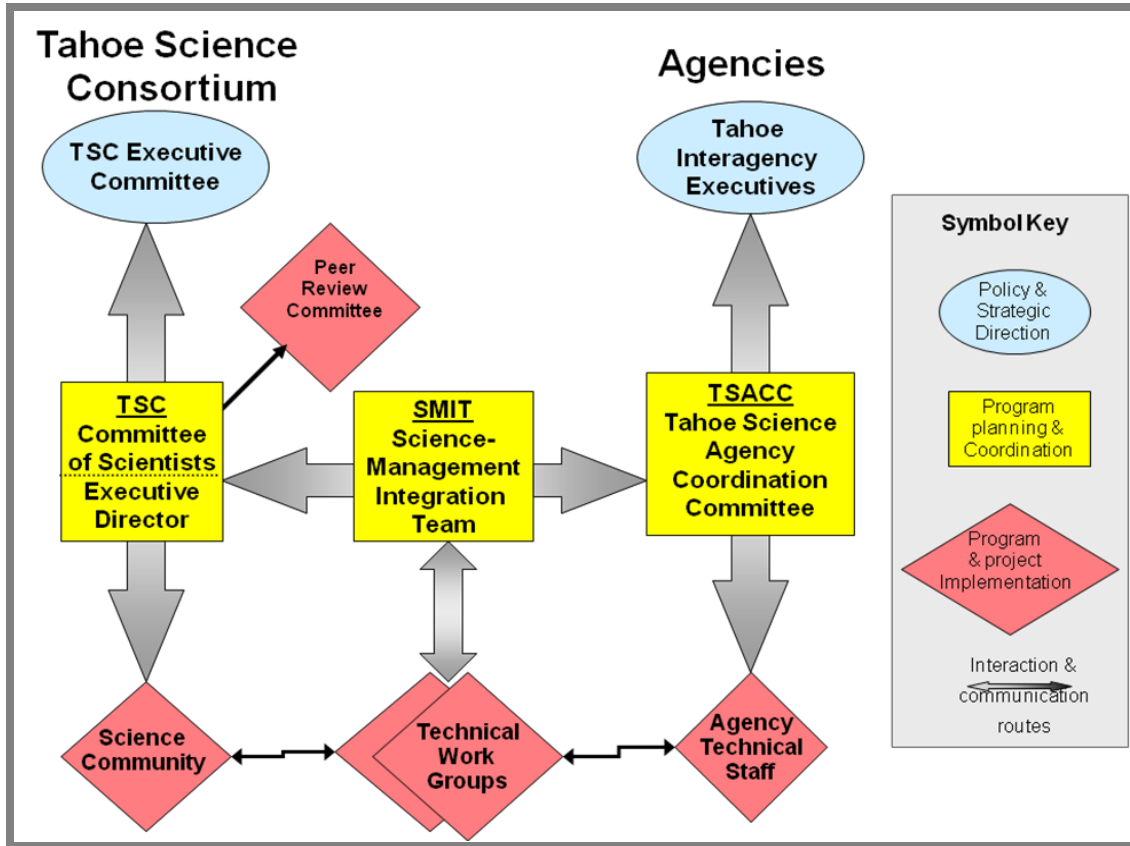 Tahoe Science
Consortium
Agencies
TSC Executive
Committee
Tahoe
Interagency
Executives
Peer
Review
Committee
TSC
Committee
of Scientists
Executive
Director
SMIT
Science-
Management
Integration
Team
TSACC
Tahoe Science
Agency
Coordination
Committee
Science
Community
Technical
Work
Groups
Agency
Technical
Staff
Symbol Key
Policy &
Strategic
Direction
Program
planning &
Coordination
Program
& project
Implementation
Interaction &
communication
routes